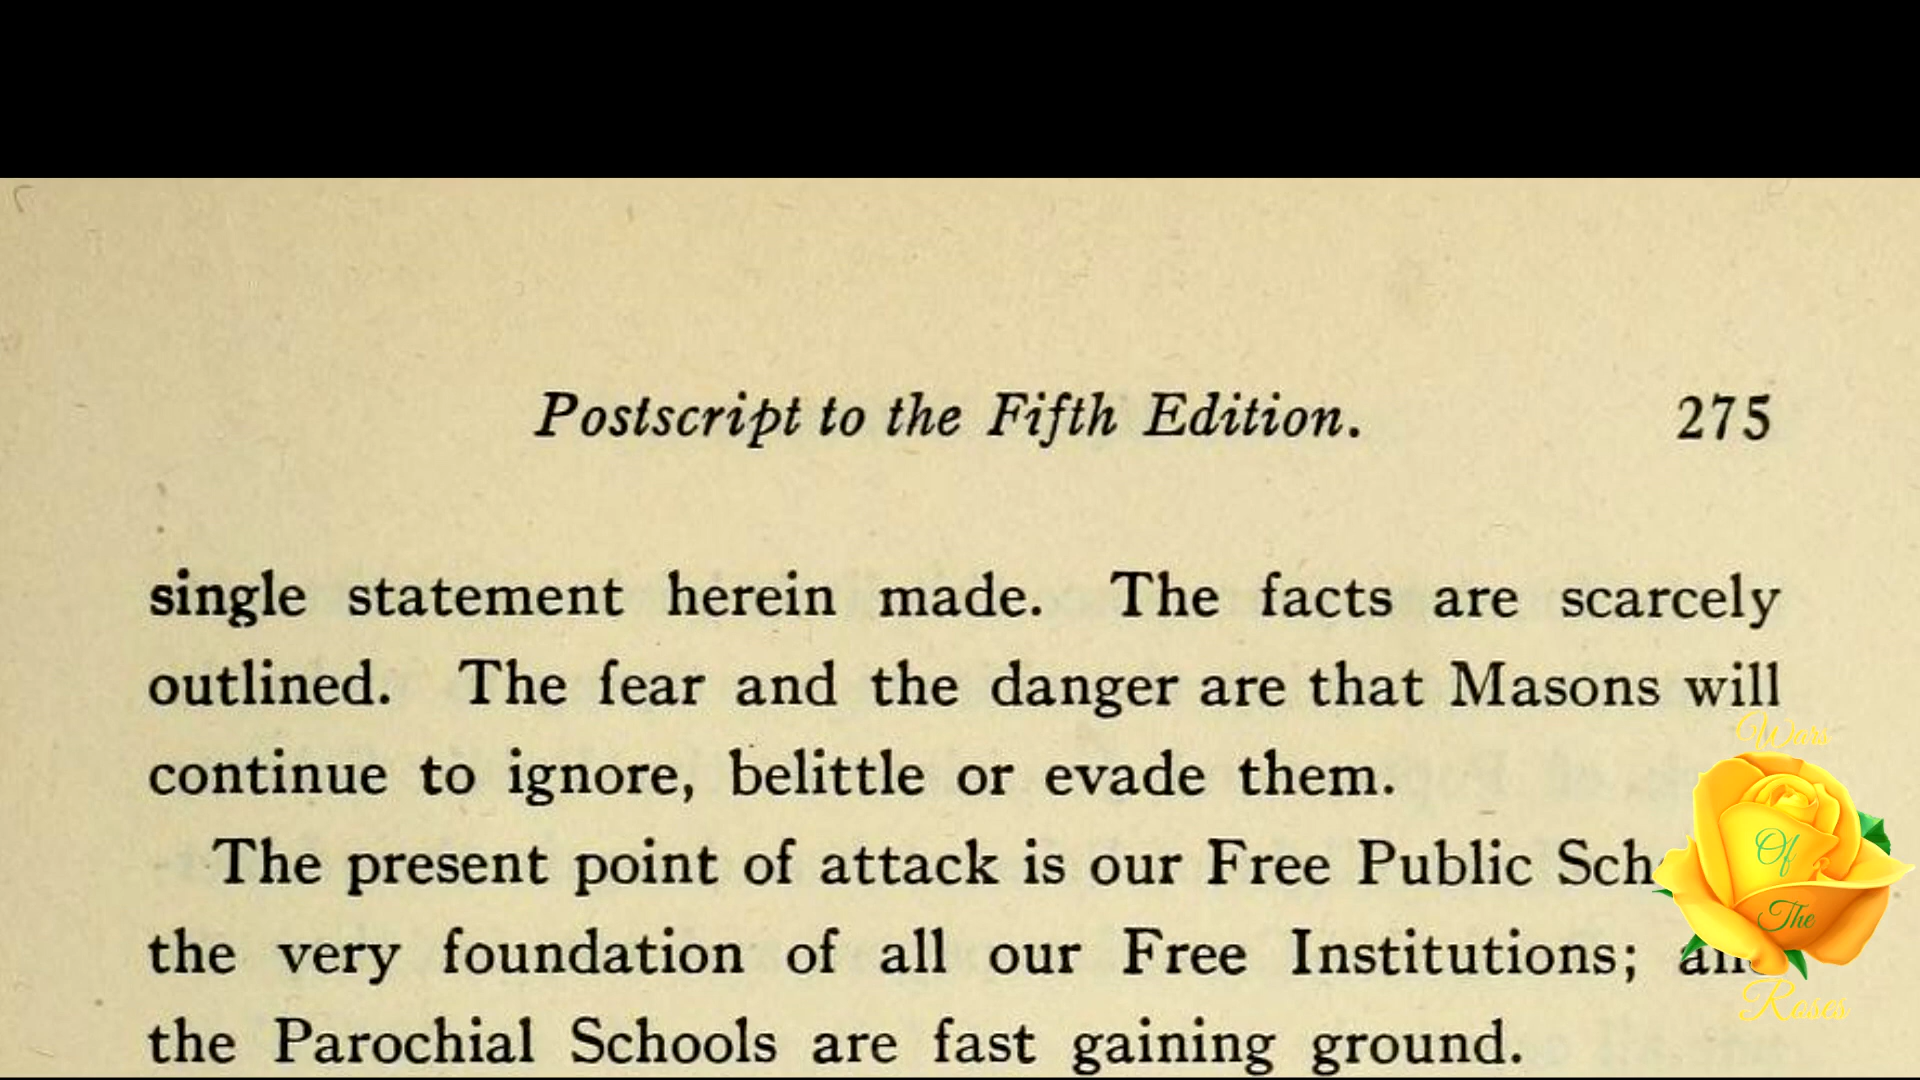 Postscript to the Fifth Edition. 275
single statement herein made. The facts are scarcely
outlined. The fear and the danger are that Masons will
continue to ignore, belittle or evade them.
The present point of attack is our Free Public
the very foundation of all our Free Institutions; and
the Parochial Schools are fast gaining ground.
Wars
Of
The
Roses